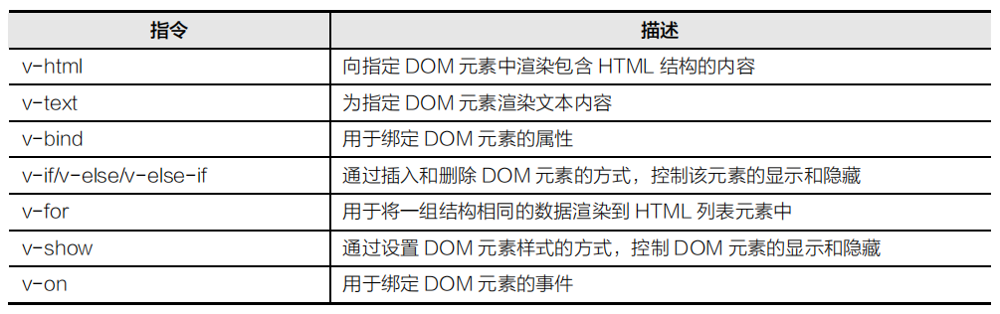 指令 描述
v-html 向指定 DOM 元素中渲染包含 HTML 结构的内容
v-text 为指定 DOM 元素渲染文本内容
v-bind 用于绑定 DOM 元素的属性
v-if/v-else/v-else-if 通过插入和删除 DOM 元素的方式，控制该元素的显示和隐藏
v-for 用于将一组结构相同的数据渲染到 HTML 列表元素中
v-show 通过设置 DOM 元素样式的方式，控制 DOM 元素的显示和隐藏
v-on 用于绑定 DOM 元素的事件